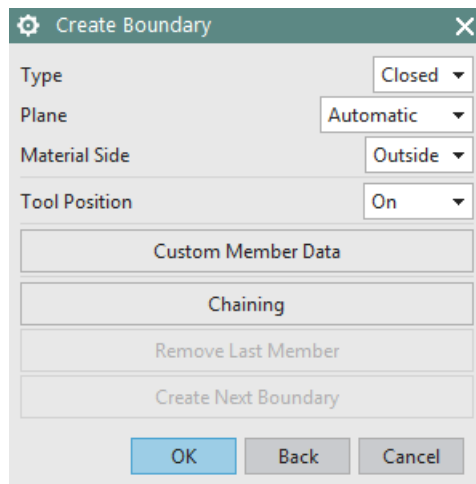 Create Boundary
Type Closed
Plane Automatic
Material Side Outside
Tool Position On
Custom Member Data
Chaining
Remove Last Member
Create Next Boundary
OK Back Cancel